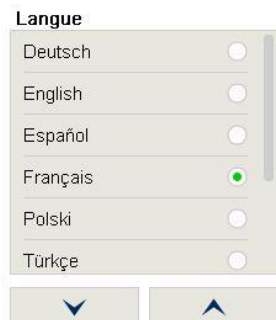 Langue
Deutsch
English
Español
Français
Polski
Türkçe